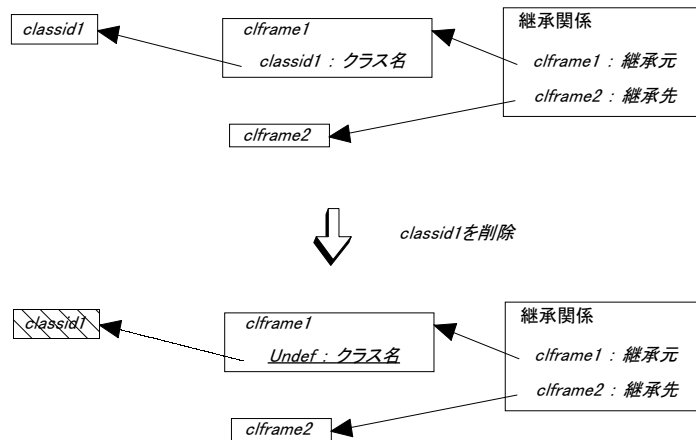 classid1
clframe1
classid1 : クラス名
継承関係
clframe1 : 継承元
clframe2 : 継承先
clframe2
classid1を削除
classid1
clframe1
Undef : クラス名
継承関係
clframe1 : 継承元
clframe2 : 継承先
clframe2